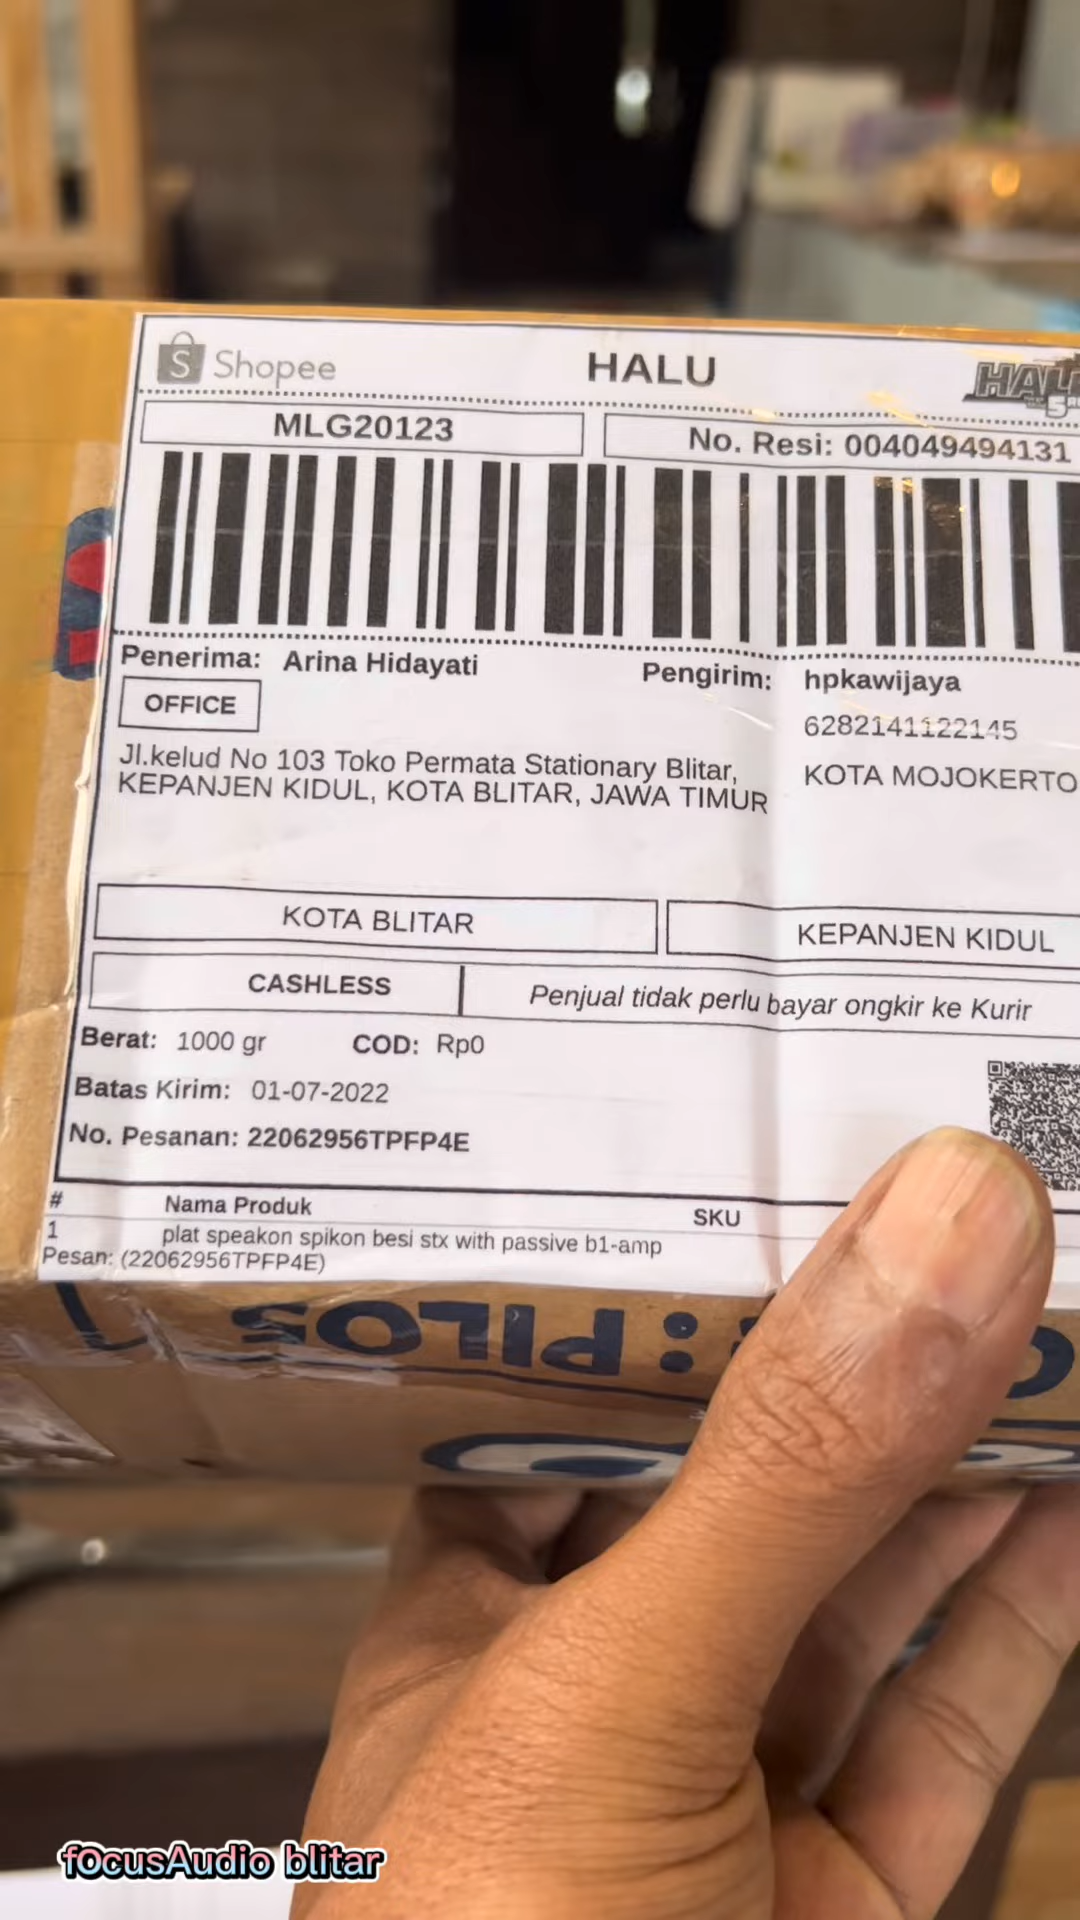 Shopee
HALU
HALU
MLG20123
No. Resi: 004049494131
Penerima: Arina Hidayati
Pengirim: hpkawijaya
OFFICE
6282141122145
Jl.kelud No 103 Toko Permata Stationary Blitar,
KEPANJEN KIDUL, KOTA BLITAR, JAWA TIMUR
KOTA MOJOKERTO
KOTA BLITAR
KEPANJEN KIDUL
CASHLESS
Penjual tidak perlu bayar ongkir ke Kurir
Berat: 1000 gr
COD: Rp0
Batas Kirim: 01-07-2022
No. Pesanan: 22062956TPFP4E
# Nama Produk SKU
1 plat speakon spikon besi stx with passive b1-amp
Pesan: (22062956TPFP4E)
: PILOS
fOcusAudio blitar